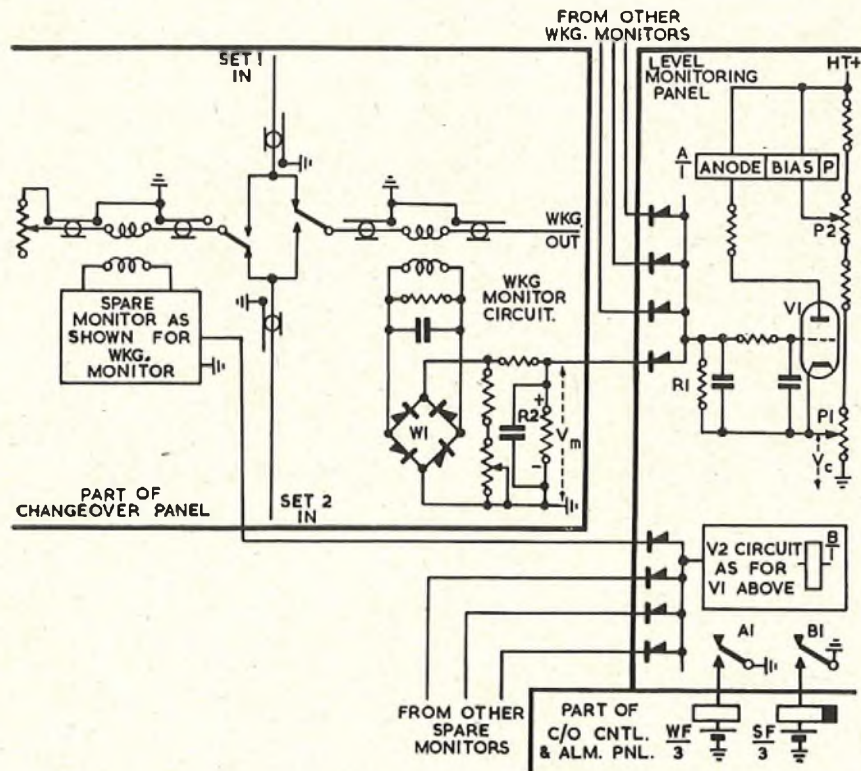 FROM OTHER
WKG. MONITORS
SET 1
IN
LEVEL
MONITORING
PANEL
HT+
A
1
ANODE BIAS P
P2
WKG
OUT
SPARE
MONITOR AS
SHOWN FOR
WKG.
MONITOR
WKG
MONITOR
CIRCUIT.
V1
R1
P1
Vc
W1
R2
+
-
Vm
PART OF
CHANGEOVER PANEL
SET 2
IN
V2 CIRCUIT
AS FOR
V1 ABOVE
B
1
A1
B1
FROM OTHER
SPARE
MONITORS
PART OF
C/O CNTL.
& ALM. PNL.
WF
3
SF
3